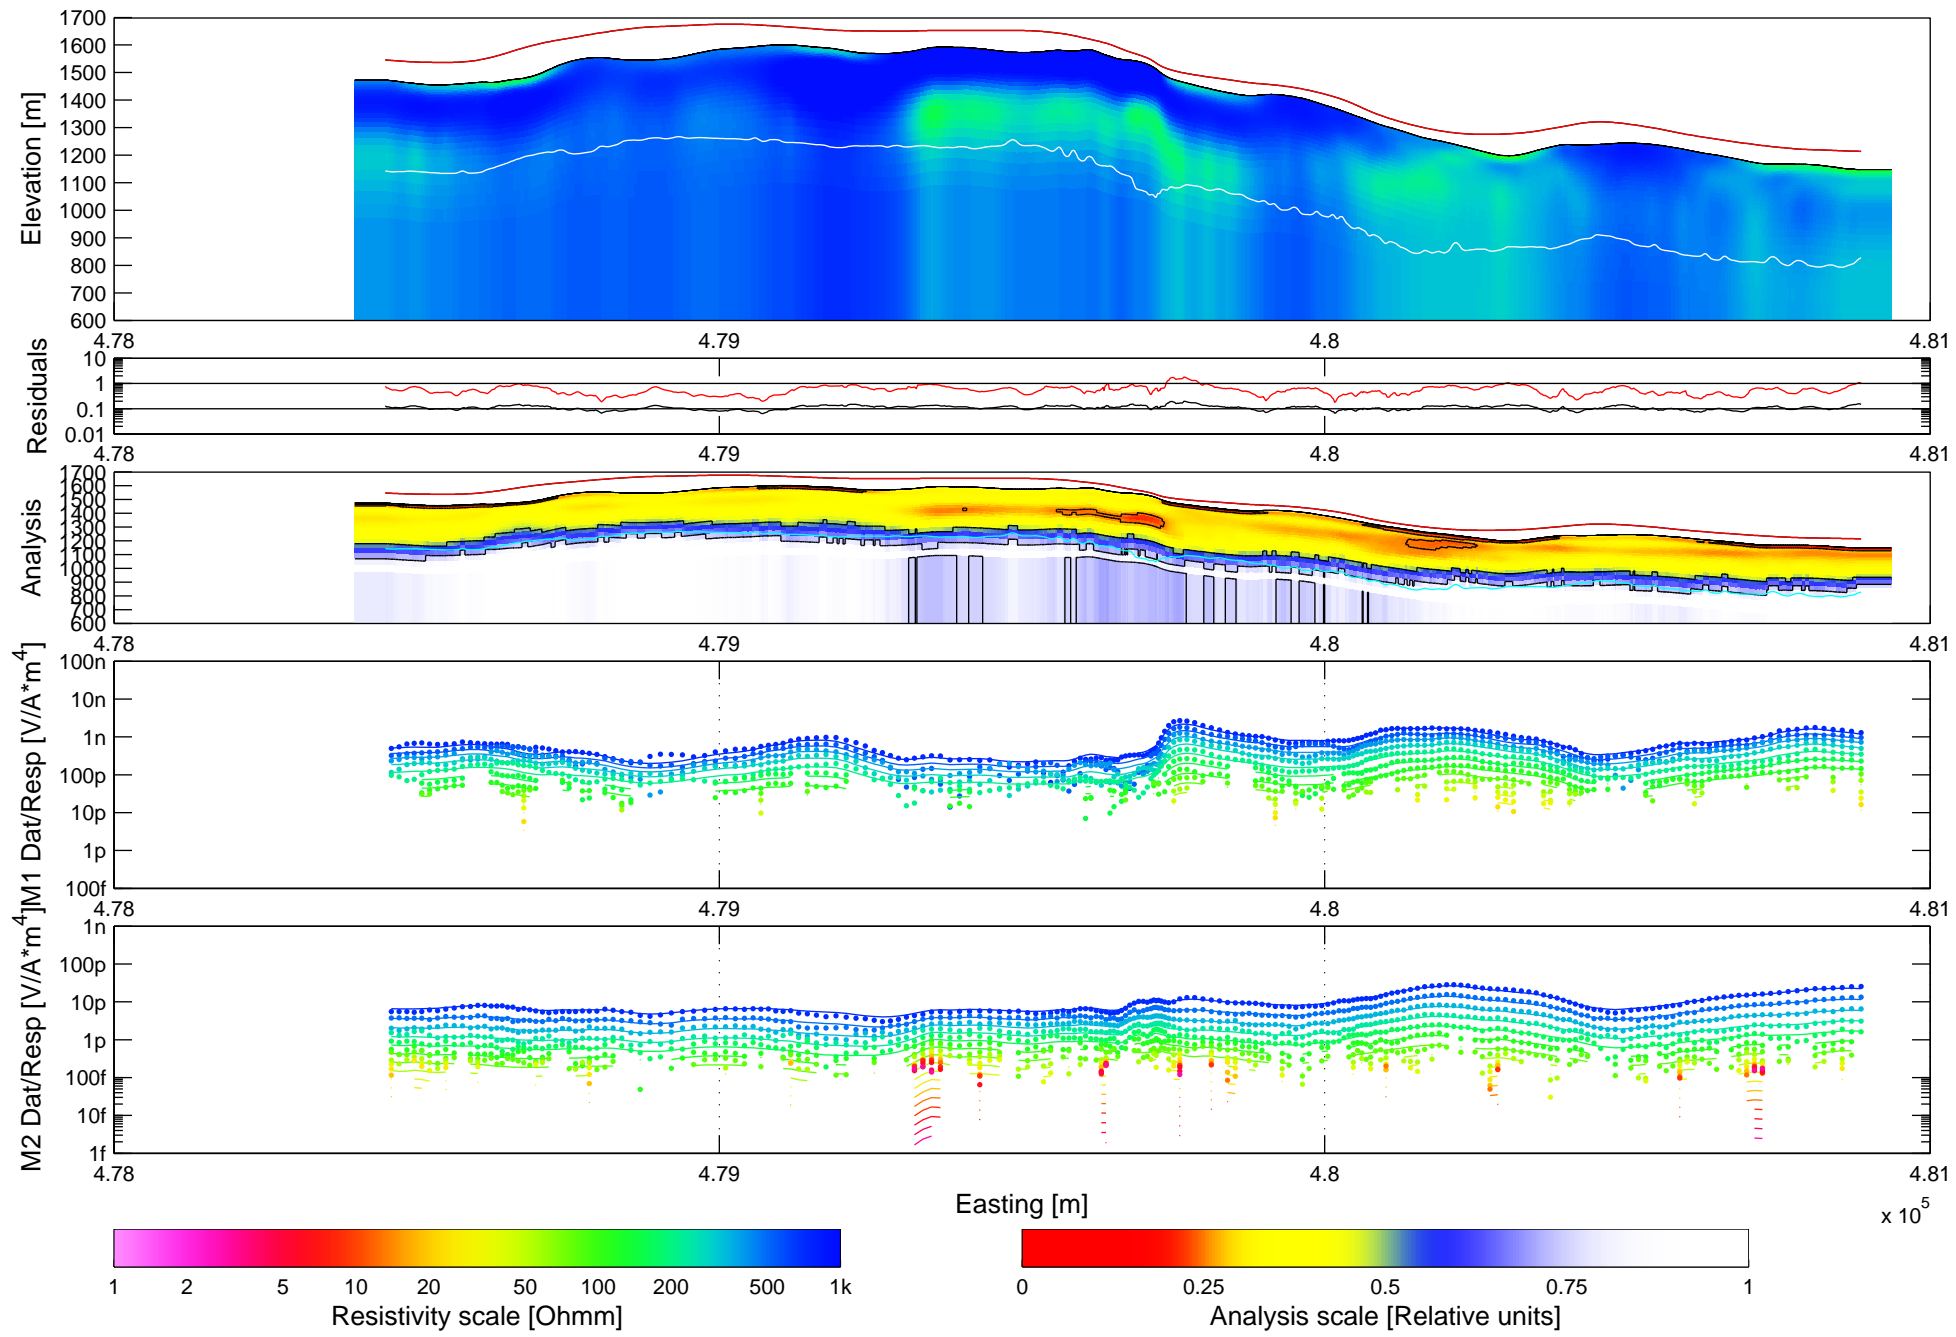 1700
1600
1500
1400
1300
1200
1100
1000
900
800
700
600
Elevation [m]
4.78 4.79 4.8 4.81
10
1
0.1
0.01
Residuals
4.78 4.79 4.8 4.81
1700
1600
1500
1400
1300
1200
1100
1000
900
800
700
600
Analysis
4.78 4.79 4.8 4.81
100n
10n
1n
100p
10p
1p
100f
M1 Dat/Resp [V/A*m^4]
4.78 4.79 4.8 4.81
1n
100p
10p
1p
100f
10f
1f
M2 Dat/Resp [V/A*m^4]
4.78 4.79 4.8 4.81
Easting [m]
x 10^5
1 2 5 10 20 50 100 200 500 1k
Resistivity scale [Ohmm]
0 0.25 0.5 0.75 1
Analysis scale [Relative units]